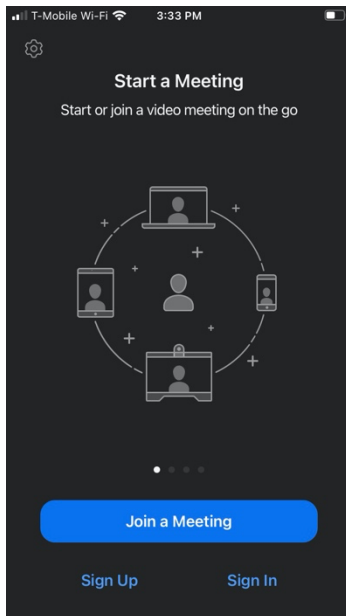 T-Mobile Wi-Fi 3:33 PM
Start a Meeting
Start or join a video meeting on the go
Join a Meeting
Sign Up Sign In